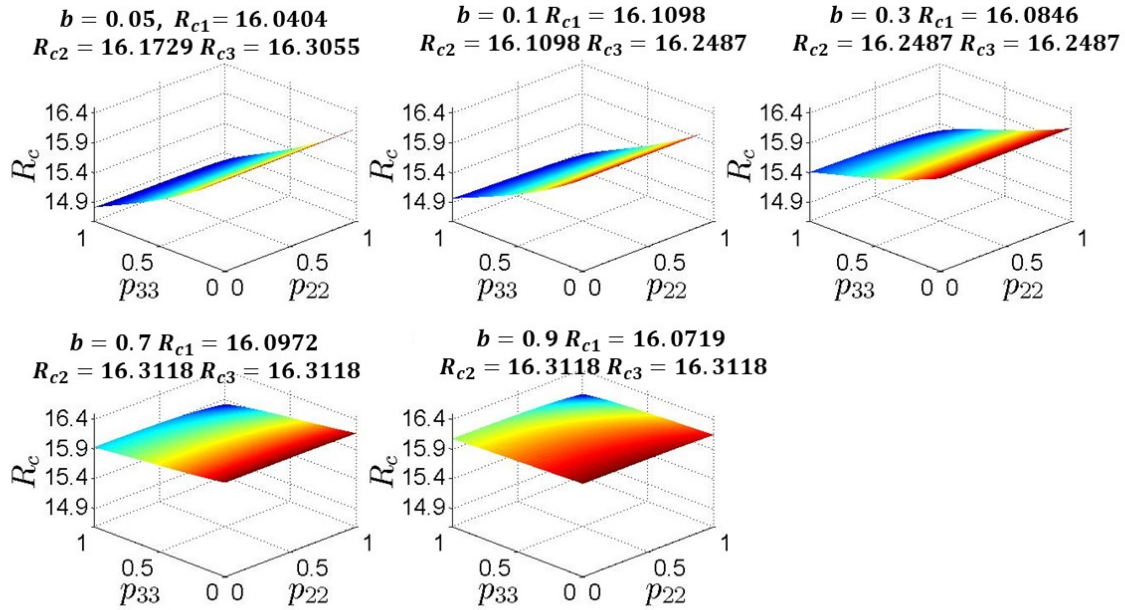 b = 0.05, R_c1 = 16.0404
R_c2 = 16.1729 R_c3 = 16.3055
16.4
15.9
15.4
14.9
R_c
1
0.5
0
p_33
0
0.5
1
p_22
b = 0.1 R_c1 = 16.1098
R_c2 = 16.1098 R_c3 = 16.2487
16.4
15.9
15.4
14.9
R_c
1
0.5
0
p_33
0
0.5
1
p_22
b = 0.3 R_c1 = 16.0846
R_c2 = 16.2487 R_c3 = 16.2487
16.4
15.9
15.4
14.9
R_c
1
0.5
0
p_33
0
0.5
1
p_22
b = 0.7 R_c1 = 16.0972
R_c2 = 16.3118 R_c3 = 16.3118
16.4
15.9
15.4
14.9
R_c
1
0.5
0
p_33
0
0.5
1
p_22
b = 0.9 R_c1 = 16.0719
R_c2 = 16.3118 R_c3 = 16.3118
16.4
15.9
15.4
14.9
R_c
1
0.5
0
p_33
0
0.5
1
p_22